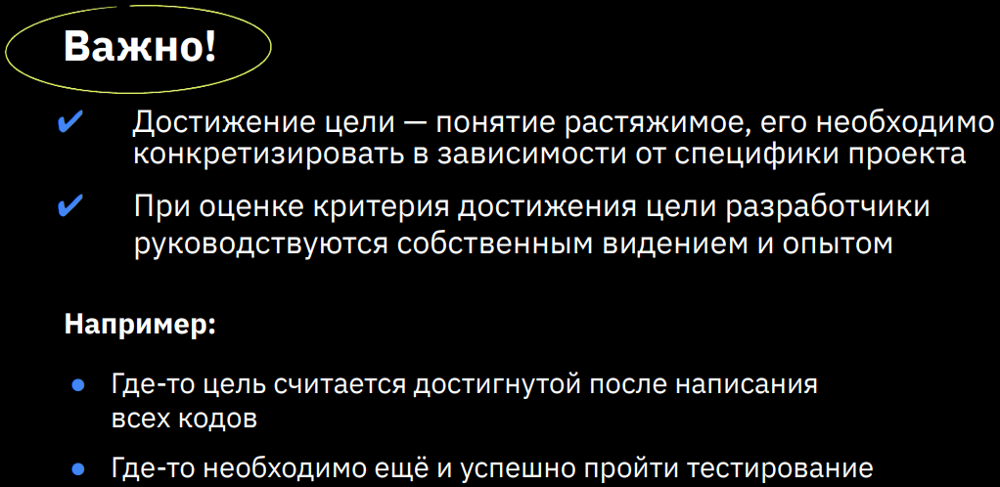 Важно!
✔ Достижение цели — понятие растяжимое, его необходимо
конкретизировать в зависимости от специфики проекта
✔ При оценке критерия достижения цели разработчики
руководствуются собственным видением и опытом
Например:
● Где-то цель считается достигнутой после написания
всех кодов
● Где-то необходимо ещё и успешно пройти тестирование